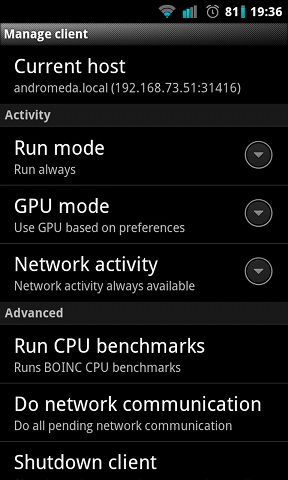 81 19:36
Manage client
Current host
andromeda.local (192.168.73.51:31416)
Activity
Run mode
Run always
GPU mode
Use GPU based on preferences
Network activity
Network activity always available
Advanced
Run CPU benchmarks
Runs BOINC CPU benchmarks
Do network communication
Do all pending network communication
Shutdown client